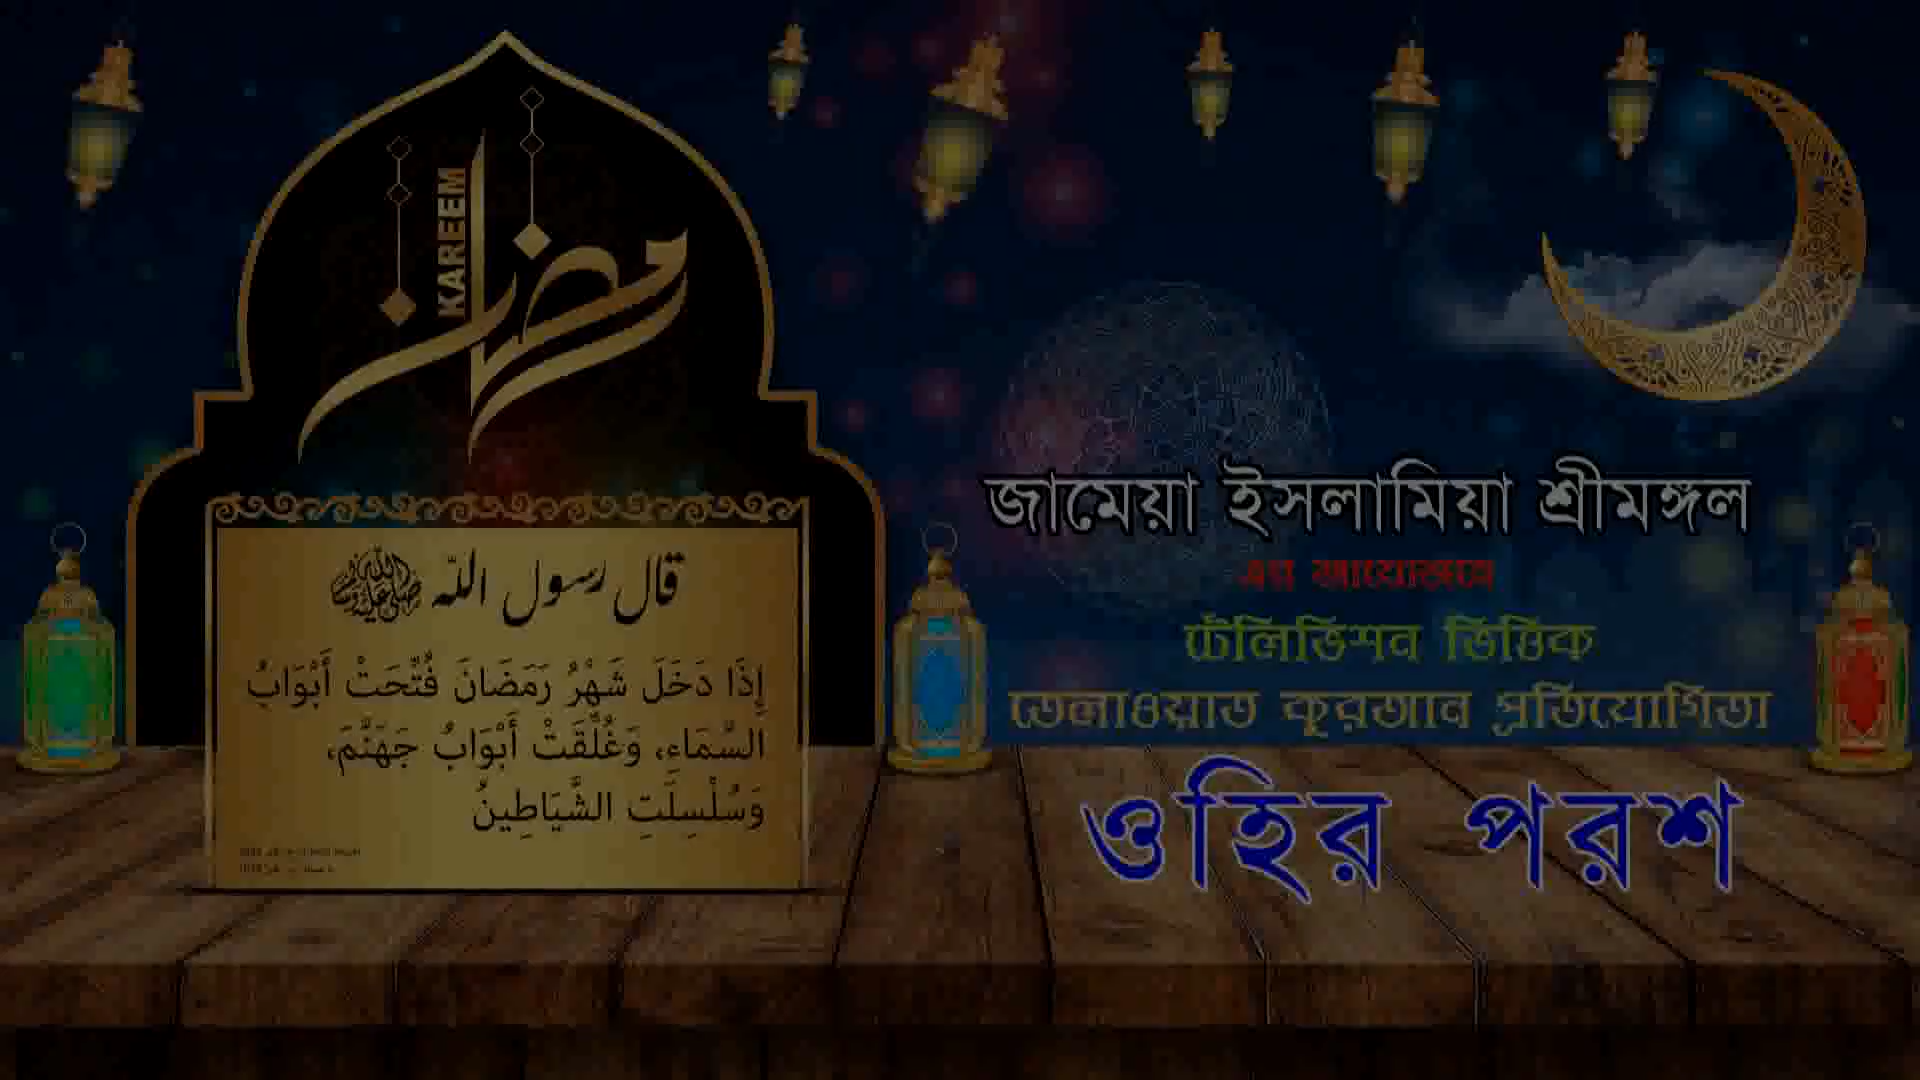 رمضان
KAREEM
قال رسول الله ﷺ
إِذَا دَخَلَ شَهْرُ رَمَضَانَ فُتِّحَتْ أَبْوَابُ
السَّمَاءِ، وَغُلِّقَتْ أَبْوَابُ جَهَنَّمَ،
وَسُلْسِلَتِ الشَّيَاطِينُ
জামেয়া ইসলামিয়া শ্রীমঙ্গল
এর আয়োজনে
টেলিভিশন ভিত্তিক
তেলাওয়াত কুরআন প্রতিযোগিতা
ওহির পরশ